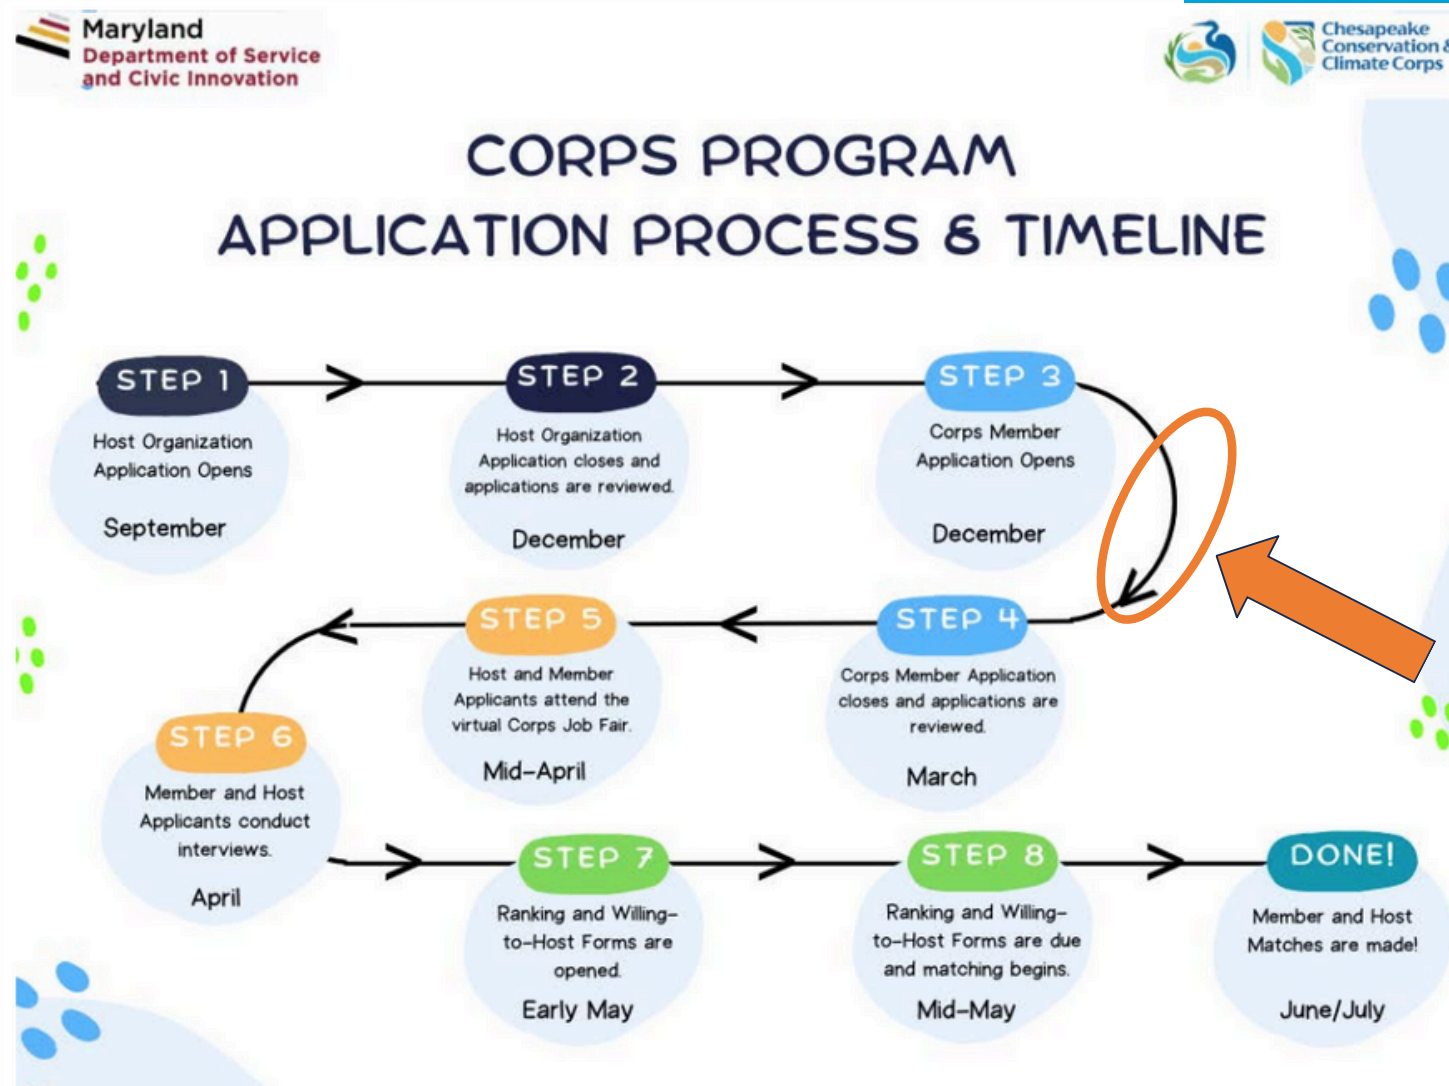 Maryland
Department of Service
and Civic Innovation
Chesapeake
Conservation &
Climate Corps
CORPS PROGRAM
APPLICATION PROCESS & TIMELINE
STEP 1
Host Organization
Application Opens
September
STEP 2
Host Organization
Application closes and
applications are reviewed.
December
STEP 3
Corps Member
Application Opens
December
STEP 4
Corps Member Application
closes and applications are
reviewed.
March
STEP 5
Host and Member
Applicants attend the
virtual Corps Job Fair.
Mid-April
STEP 6
Member and Host
Applicants conduct
interviews.
April
STEP 7
Ranking and Willing-
to-Host Forms are
opened.
Early May
STEP 8
Ranking and Willing-
to-Host Forms are due
and matching begins.
Mid-May
DONE!
Member and Host
Matches are made!
June/July